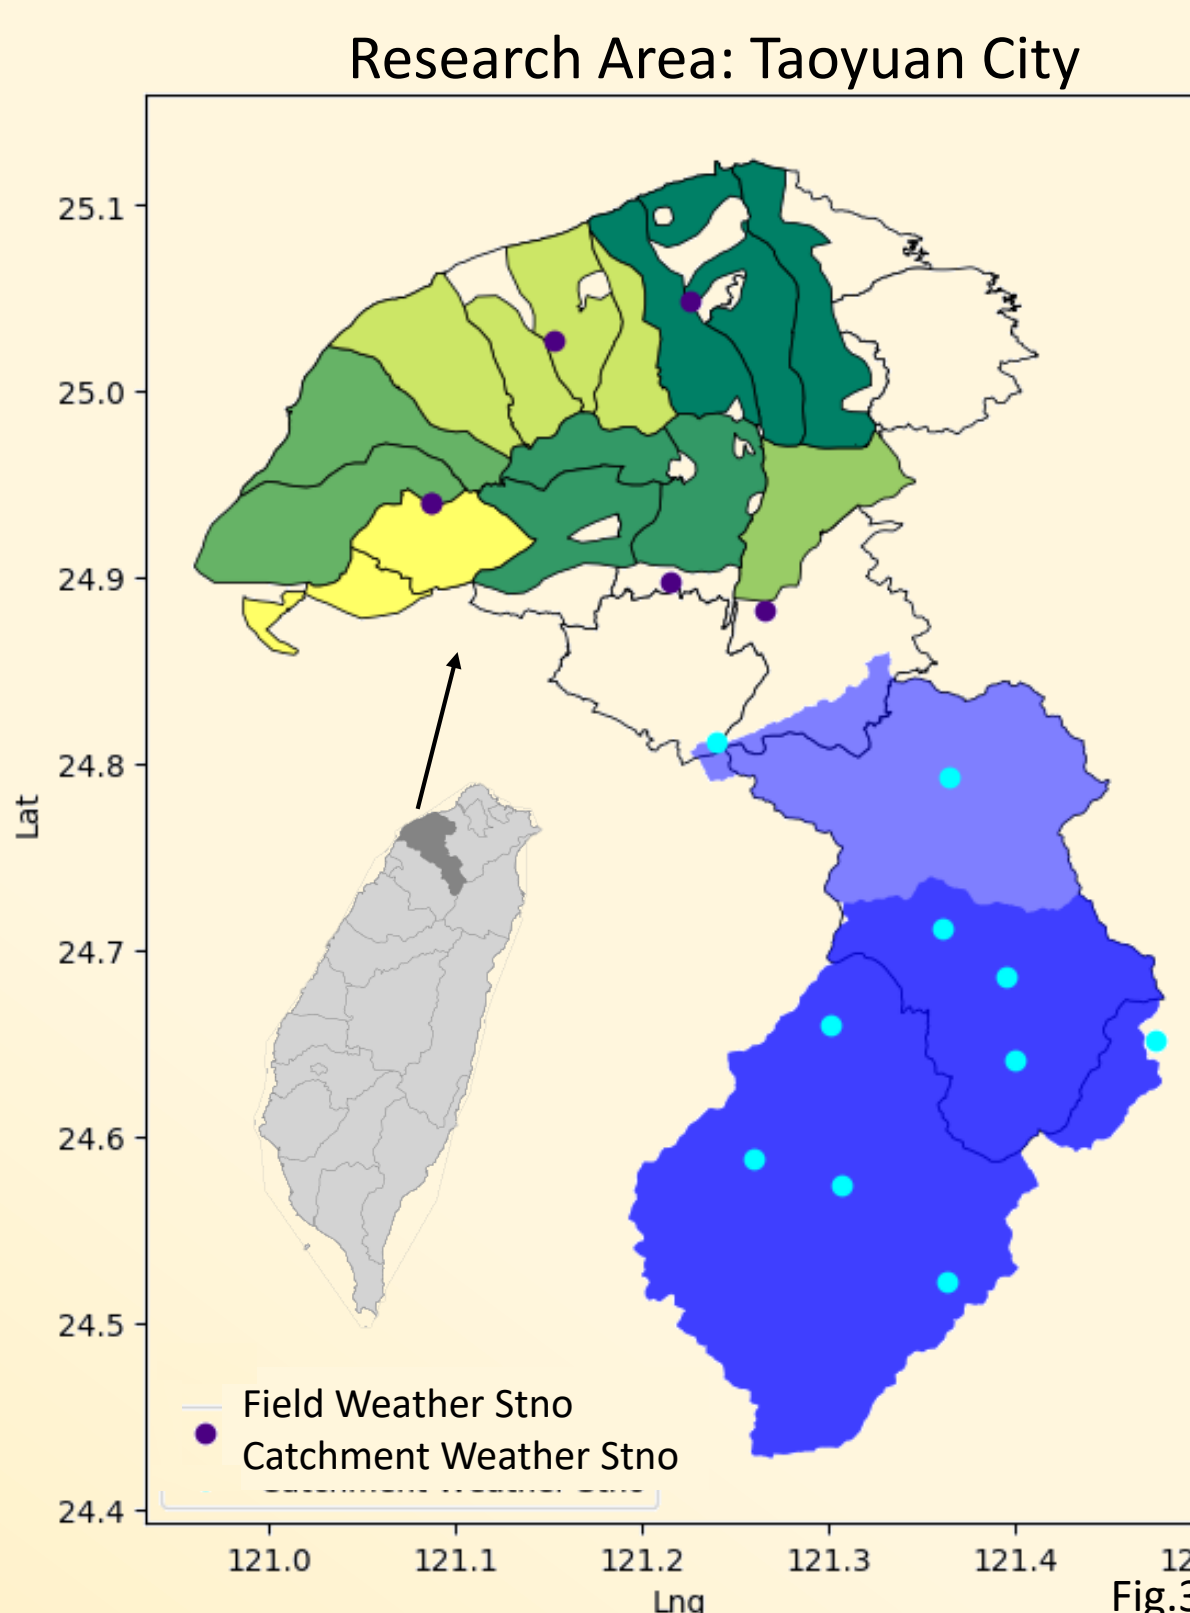 Research Area: Taoyuan City
25.1
25.0
24.9
24.8
24.7
24.6
24.5
24.4
Lat
Field Weather Stno
Catchment Weather Stno
121.0
121.1
121.2
121.3
121.4
Lng
Fig.3